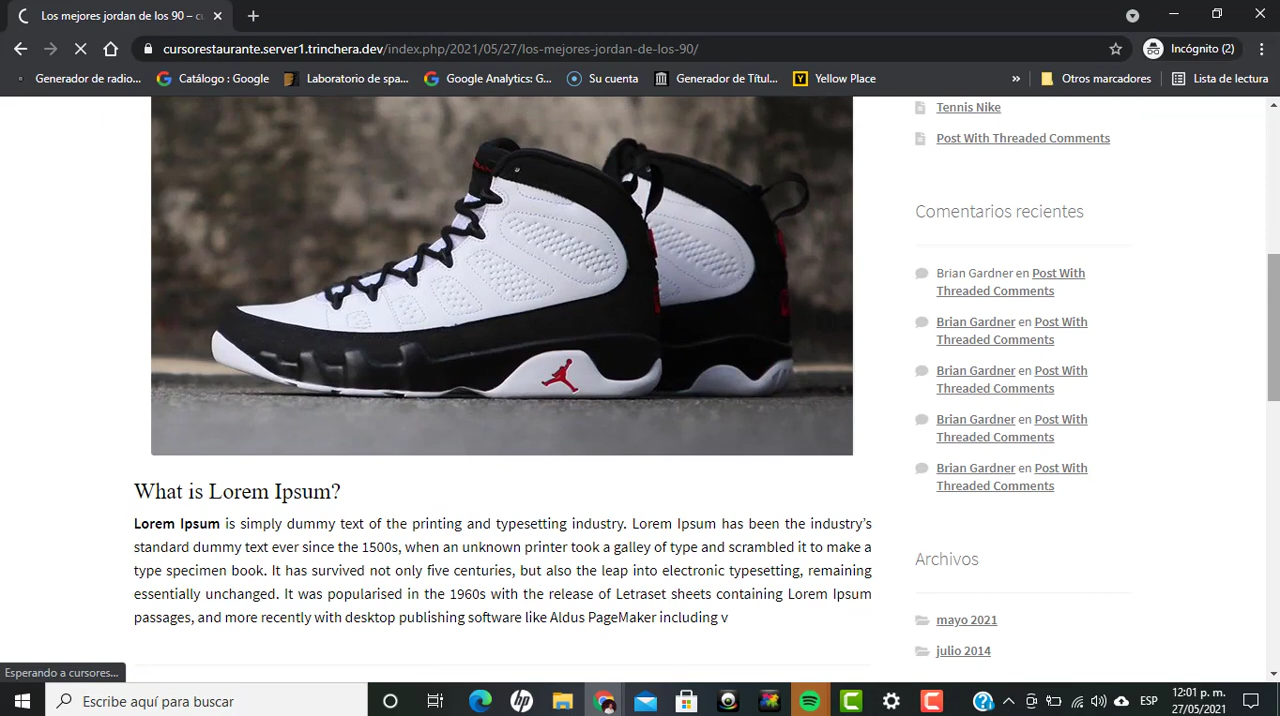 Los mejores jordan de los 90 – cu
cursorestaurante.server1.trinchera.dev/index.php/2021/05/27/los-mejores-jordan-de-los-90/
Incógnito (2)
Generador de radio...
Catálogo : Google
Laboratorio de spa...
Google Analytics: G...
Su cuenta
Generador de Títul...
Yellow Place
»
Otros marcadores
Lista de lectura
Tennis Nike
Post With Threaded Comments
Comentarios recientes
Brian Gardner en Post With
Threaded Comments
Brian Gardner en Post With
Threaded Comments
Brian Gardner en Post With
Threaded Comments
Brian Gardner en Post With
Threaded Comments
Brian Gardner en Post With
Threaded Comments
Archivos
mayo 2021
julio 2014
What is Lorem Ipsum?
Lorem Ipsum is simply dummy text of the printing and typesetting industry. Lorem Ipsum has been the industry’s
standard dummy text ever since the 1500s, when an unknown printer took a galley of type and scrambled it to make a
type specimen book. It has survived not only five centuries, but also the leap into electronic typesetting, remaining
essentially unchanged. It was popularised in the 1960s with the release of Letraset sheets containing Lorem Ipsum
passages, and more recently with desktop publishing software like Aldus PageMaker including v
Esperando a cursores...
Escribe aquí para buscar
hp
ESP
12:01 p. m.
27/05/2021